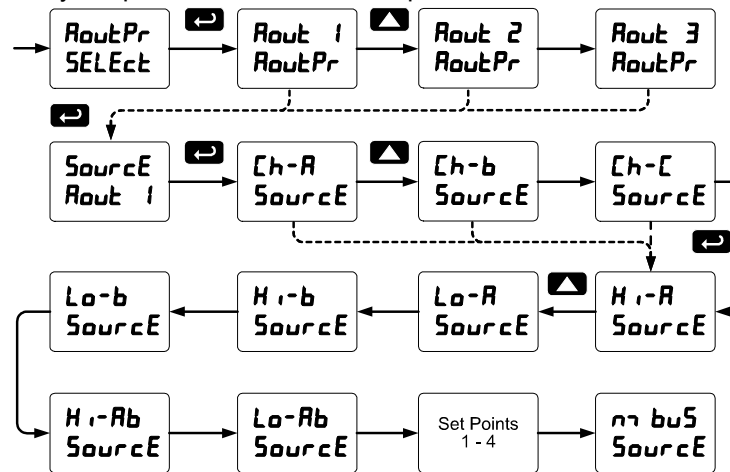 AoutPr
SELEct
Aout 1
AoutPr
Aout 2
AoutPr
Aout 3
AoutPr
SourcE
Aout 1
Ch-A
SourcE
Ch-b
SourcE
Ch-C
SourcE
Lo-b
SourcE
Hi-b
SourcE
Lo-A
SourcE
Hi-A
SourcE
Hi-Ab
SourcE
Lo-Ab
SourcE
Set Points
1 - 4
m buS
SourcE